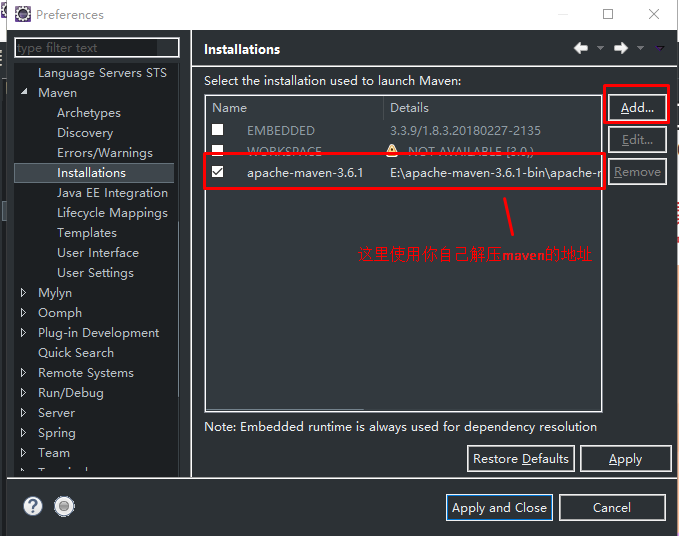 Preferences
type filter text
Language Servers STS
Maven
Archetypes
Discovery
Errors/Warnings
Installations
Java EE Integration
Lifecycle Mappings
Templates
User Interface
User Settings
Mylyn
Oomph
Plug-in Development
Quick Search
Remote Systems
Run/Debug
Server
Spring
Team
Installations
Select the installation used to launch Maven:
Name Details
EMBEDDED 3.3.9/1.8.3.20180227-2135
WORKSPACE NOT AVAILABLE [3.0,)
apache-maven-3.6.1 E:\apache-maven-3.6.1-bin\apache-r
这里使用你自己解压maven的地址
Add...
Edit...
Remove
Note: Embedded runtime is always used for dependency resolution
Restore Defaults Apply
Apply and Close Cancel